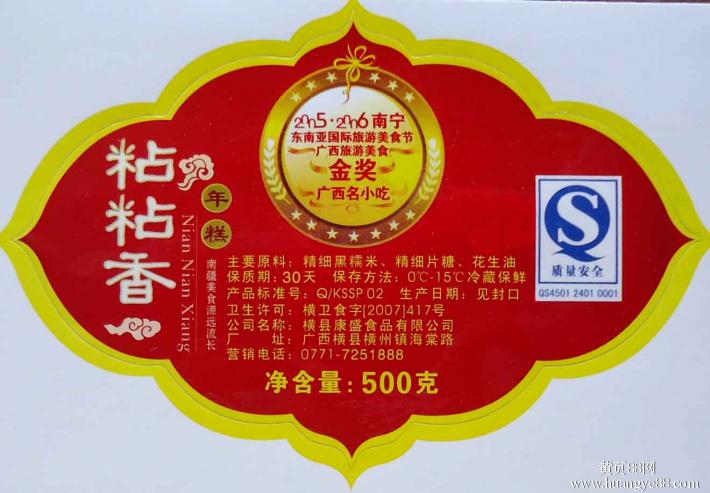 2005·2006南宁
东南亚国际旅游美食节
广西旅游美食
金奖
广西名小吃
粘粘香
年糕
Nian Nian Xiang
南疆美食源远流长
主要原料：精细黑糯米、精细片糖、花生油
保质期：30天 保存方法：0℃-15℃冷藏保鲜
产品标准号：Q/KSSP 02 生产日期：见封口
卫生许可：横卫食字[2007]417号
公司名称：横县康盛食品有限公司
厂 址：广西横县横州镇海棠路
营销电话：0771-7251888
净含量：500克
质量安全
QS4501 2401 0001
黄页88网
www.huangye88.com